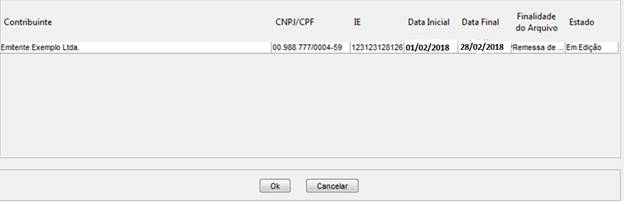 Contribuinte CNPJ/CPF IE Data Inicial Data Final Finalidade do Arquivo Estado
Emitente Exemplo Ltda. 00.988.777/0004-59 123123128126 01/02/2018 28/02/2018 Remessa de ... Em Edição
Ok Cancelar